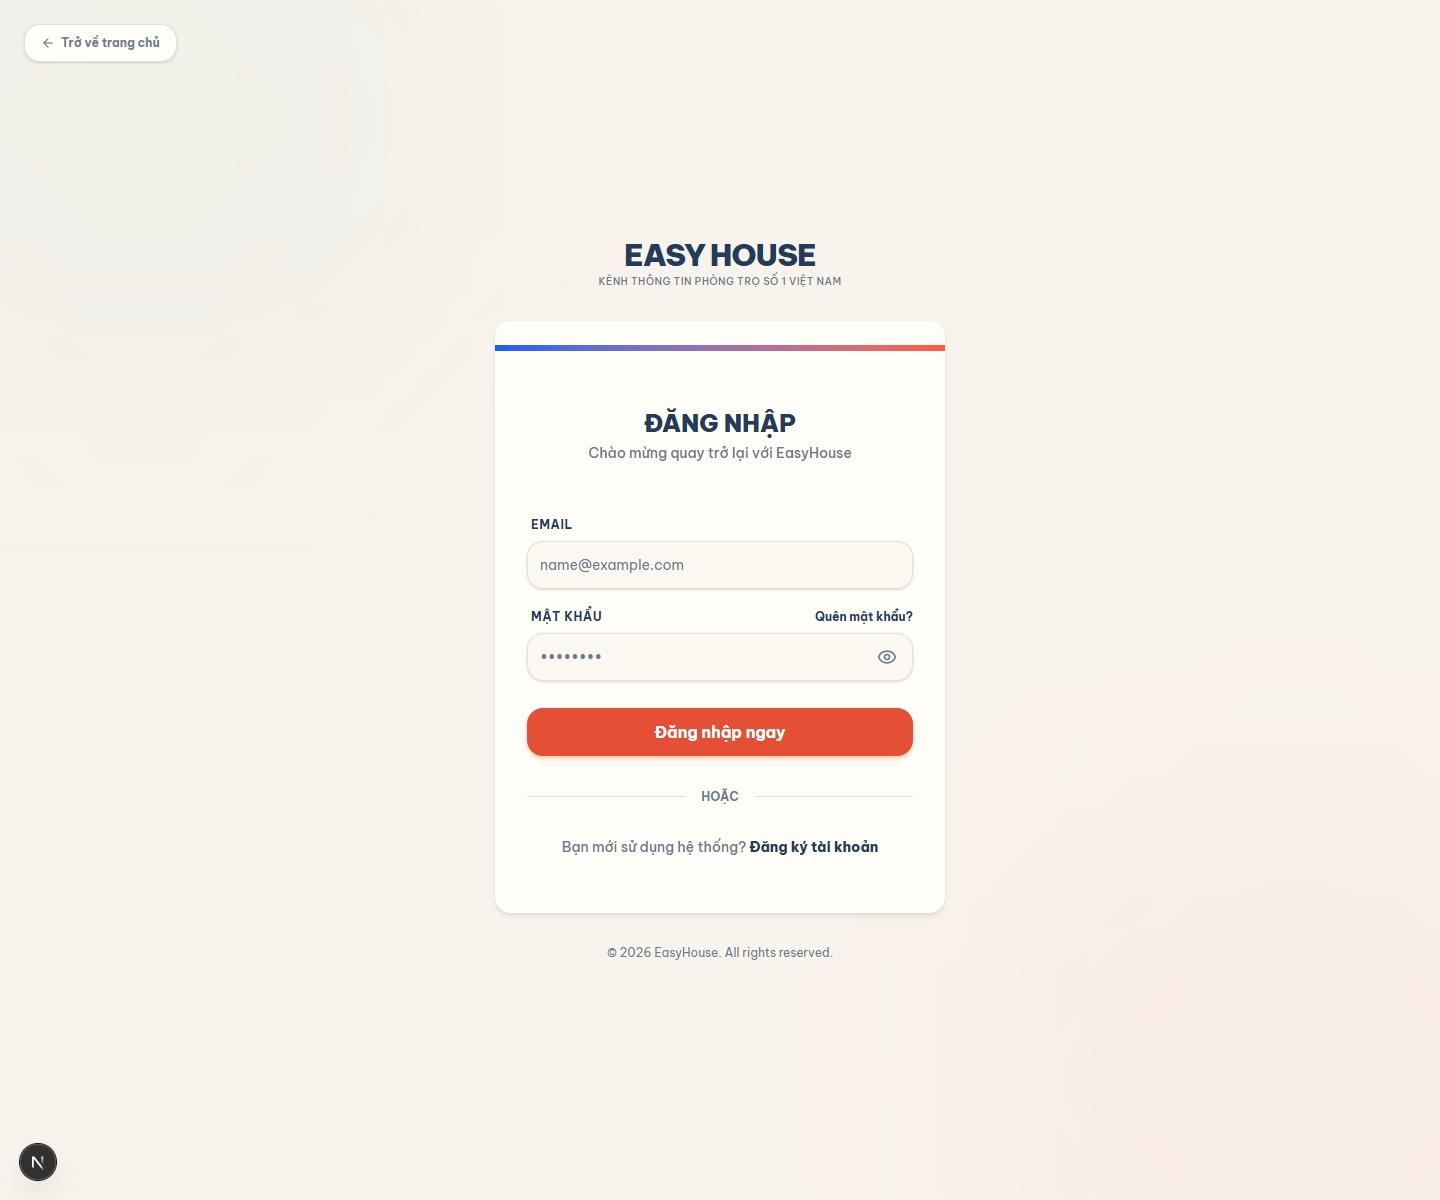 Trở về trang chủ
EASY HOUSE
KÊNH THÔNG TIN PHÒNG TRỌ SỐ 1 VIỆT NAM
ĐĂNG NHẬP
Chào mừng quay trở lại với EasyHouse
EMAIL
name@example.com
MẬT KHẨU Quên mật khẩu?
••••••••
Đăng nhập ngay
HOẶC
Bạn mới sử dụng hệ thống? Đăng ký tài khoản
© 2026 EasyHouse. All rights reserved.
N